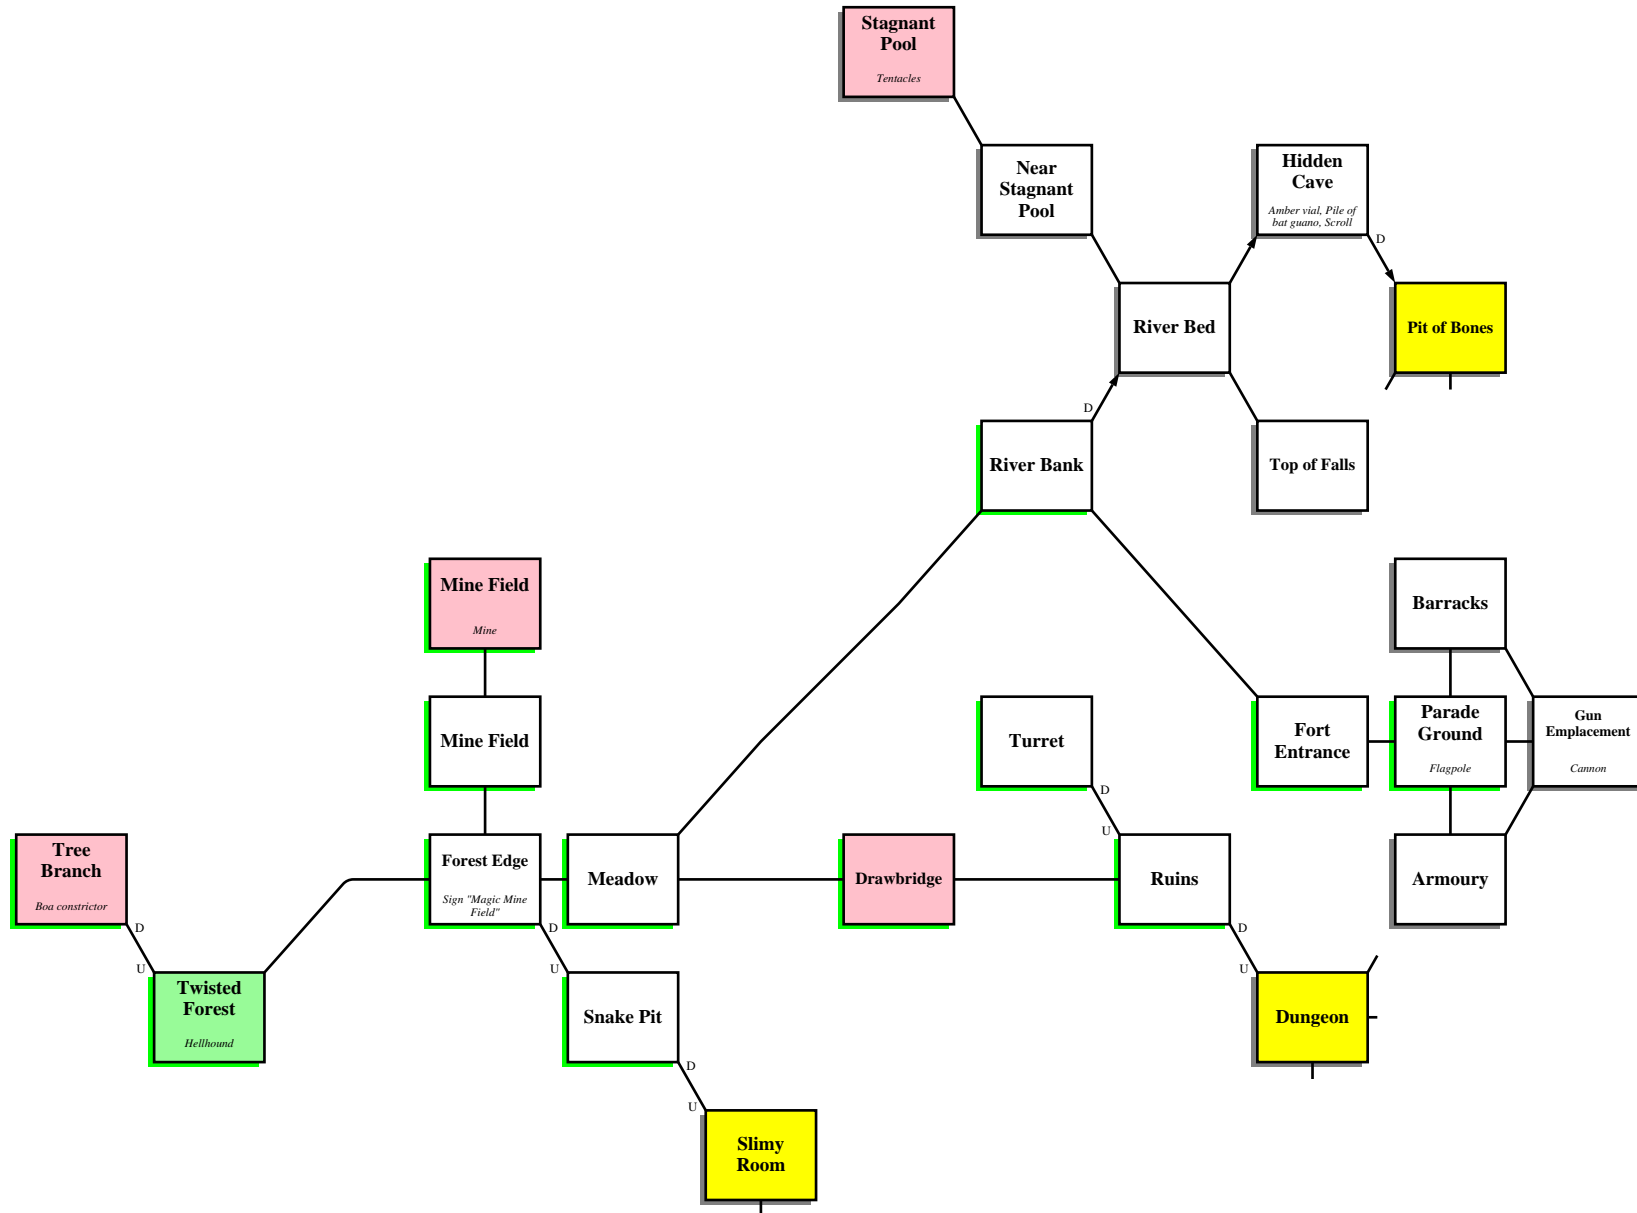 Stagnant
Pool
Tentacles
Near
Stagnant
Pool
Hidden
Cave
Amber vial, Pile of
bat guano, Scroll
D
River Bed
Pit of Bones
D
River Bank
Top of Falls
Mine Field
Mine
Barracks
Mine Field
Turret
Fort
Entrance
Parade
Ground
Flagpole
Gun
Emplacement
Cannon
D
U
Tree
Branch
Boa constrictor
Forest Edge
Sign "Magic Mine
Field"
Meadow
Drawbridge
Ruins
Armoury
D
U
D
U
D
U
Twisted
Forest
Hellhound
Snake Pit
Dungeon
D
U
Slimy
Room